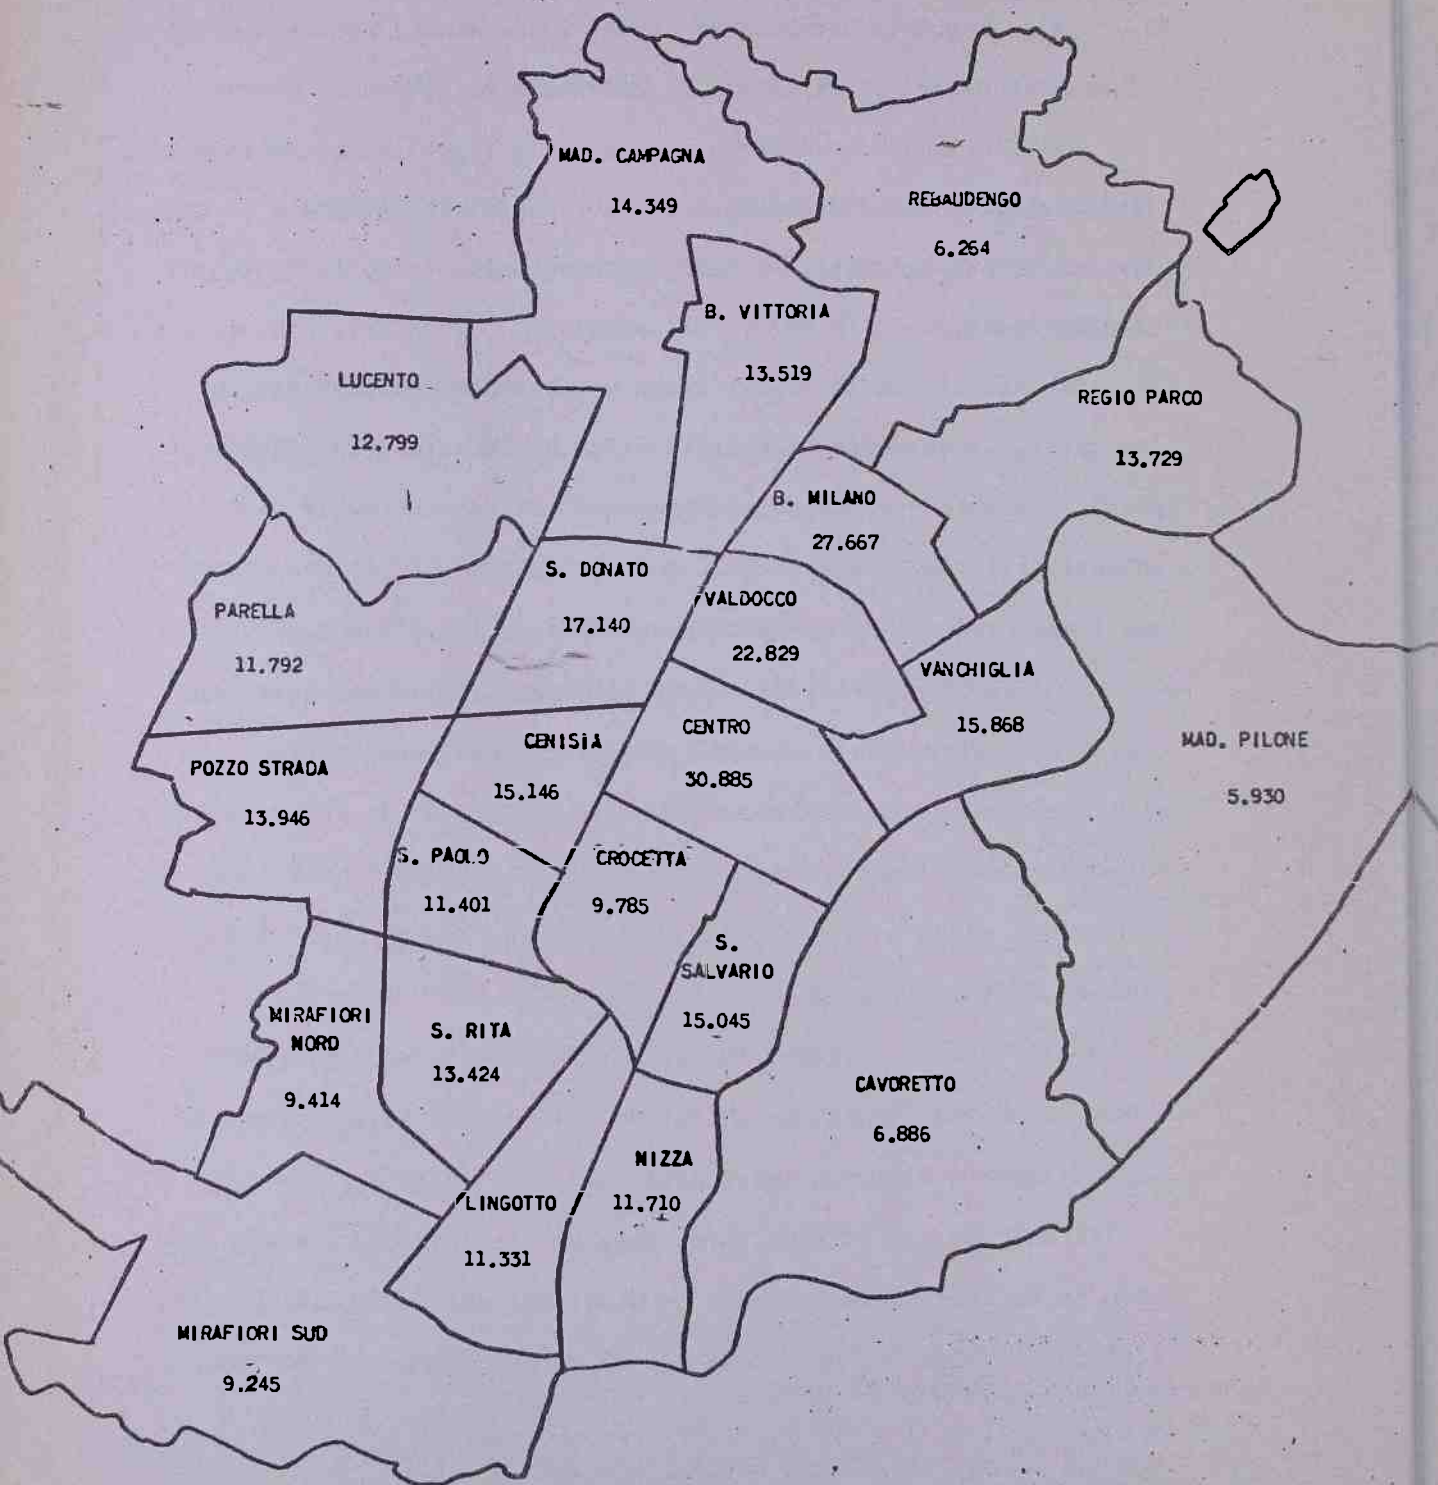 MAD. CAMPAGNA
14.349
REBAUDENGO
6.264
B. VITTORIA
13.519
LUCENTO
12.799
REGIO PARCO
13.729
B. MILANO
27.667
S. DONATO
17.140
VALDOCCO
22.829
PARELLA
11.792
VANCHIGLIA
15.868
CENTRO
30.885
CENISIA
15.146
MAD. PILONE
5.930
POZZO STRADA
13.946
S. PAOLO
11.401
CROCETTA
9.785
S.
SALVARIO
15.045
MIRAFIORI
NORD
9.414
S. RITA
13.424
CAVORETTO
6.886
NIZZA
11.710
LINGOTTO
11.331
MIRAFIORI SUD
9.245